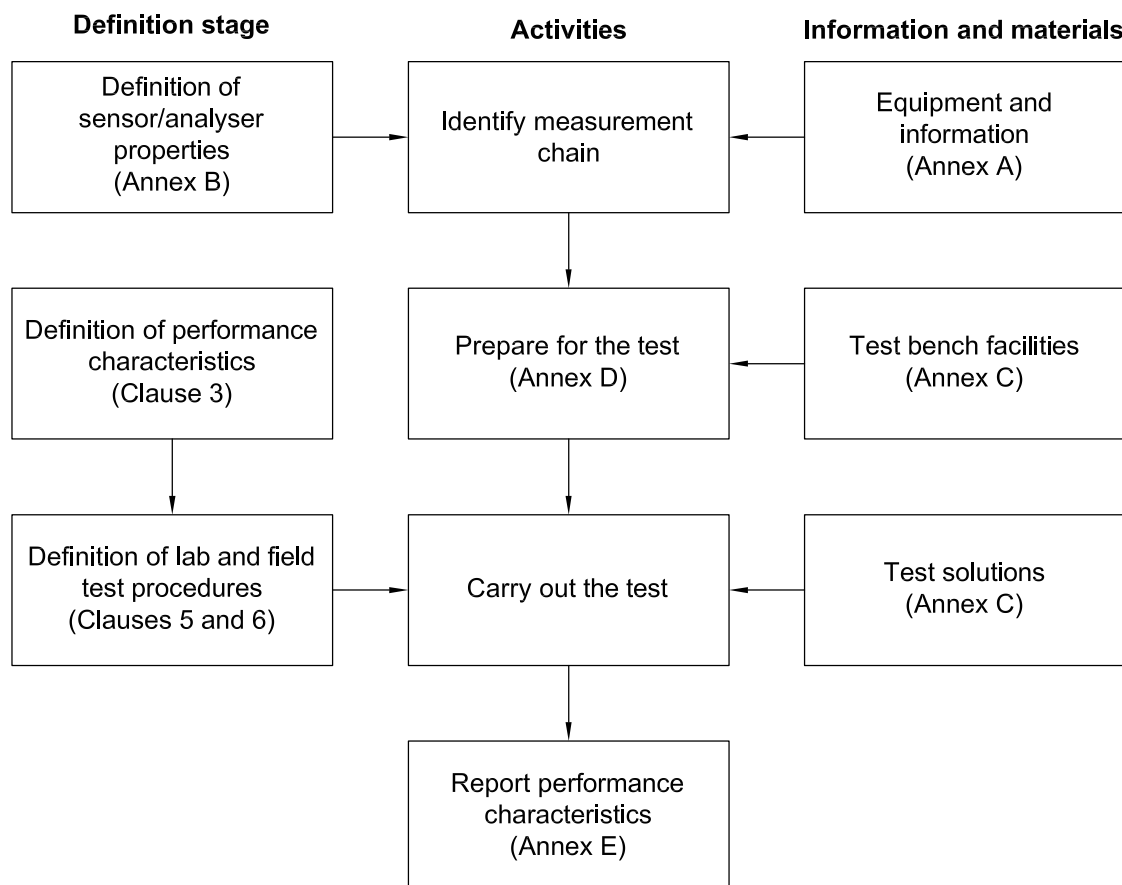 Definition stage
Activities
Information and materials
Definition of
sensor/analyser
properties
(Annex B)
Identify measurement
chain
Equipment and
information
(Annex A)
Definition of performance
characteristics
(Clause 3)
Prepare for the test
(Annex D)
Test bench facilities
(Annex C)
Definition of lab and field
test procedures
(Clauses 5 and 6)
Carry out the test
Test solutions
(Annex C)
Report performance
characteristics
(Annex E)